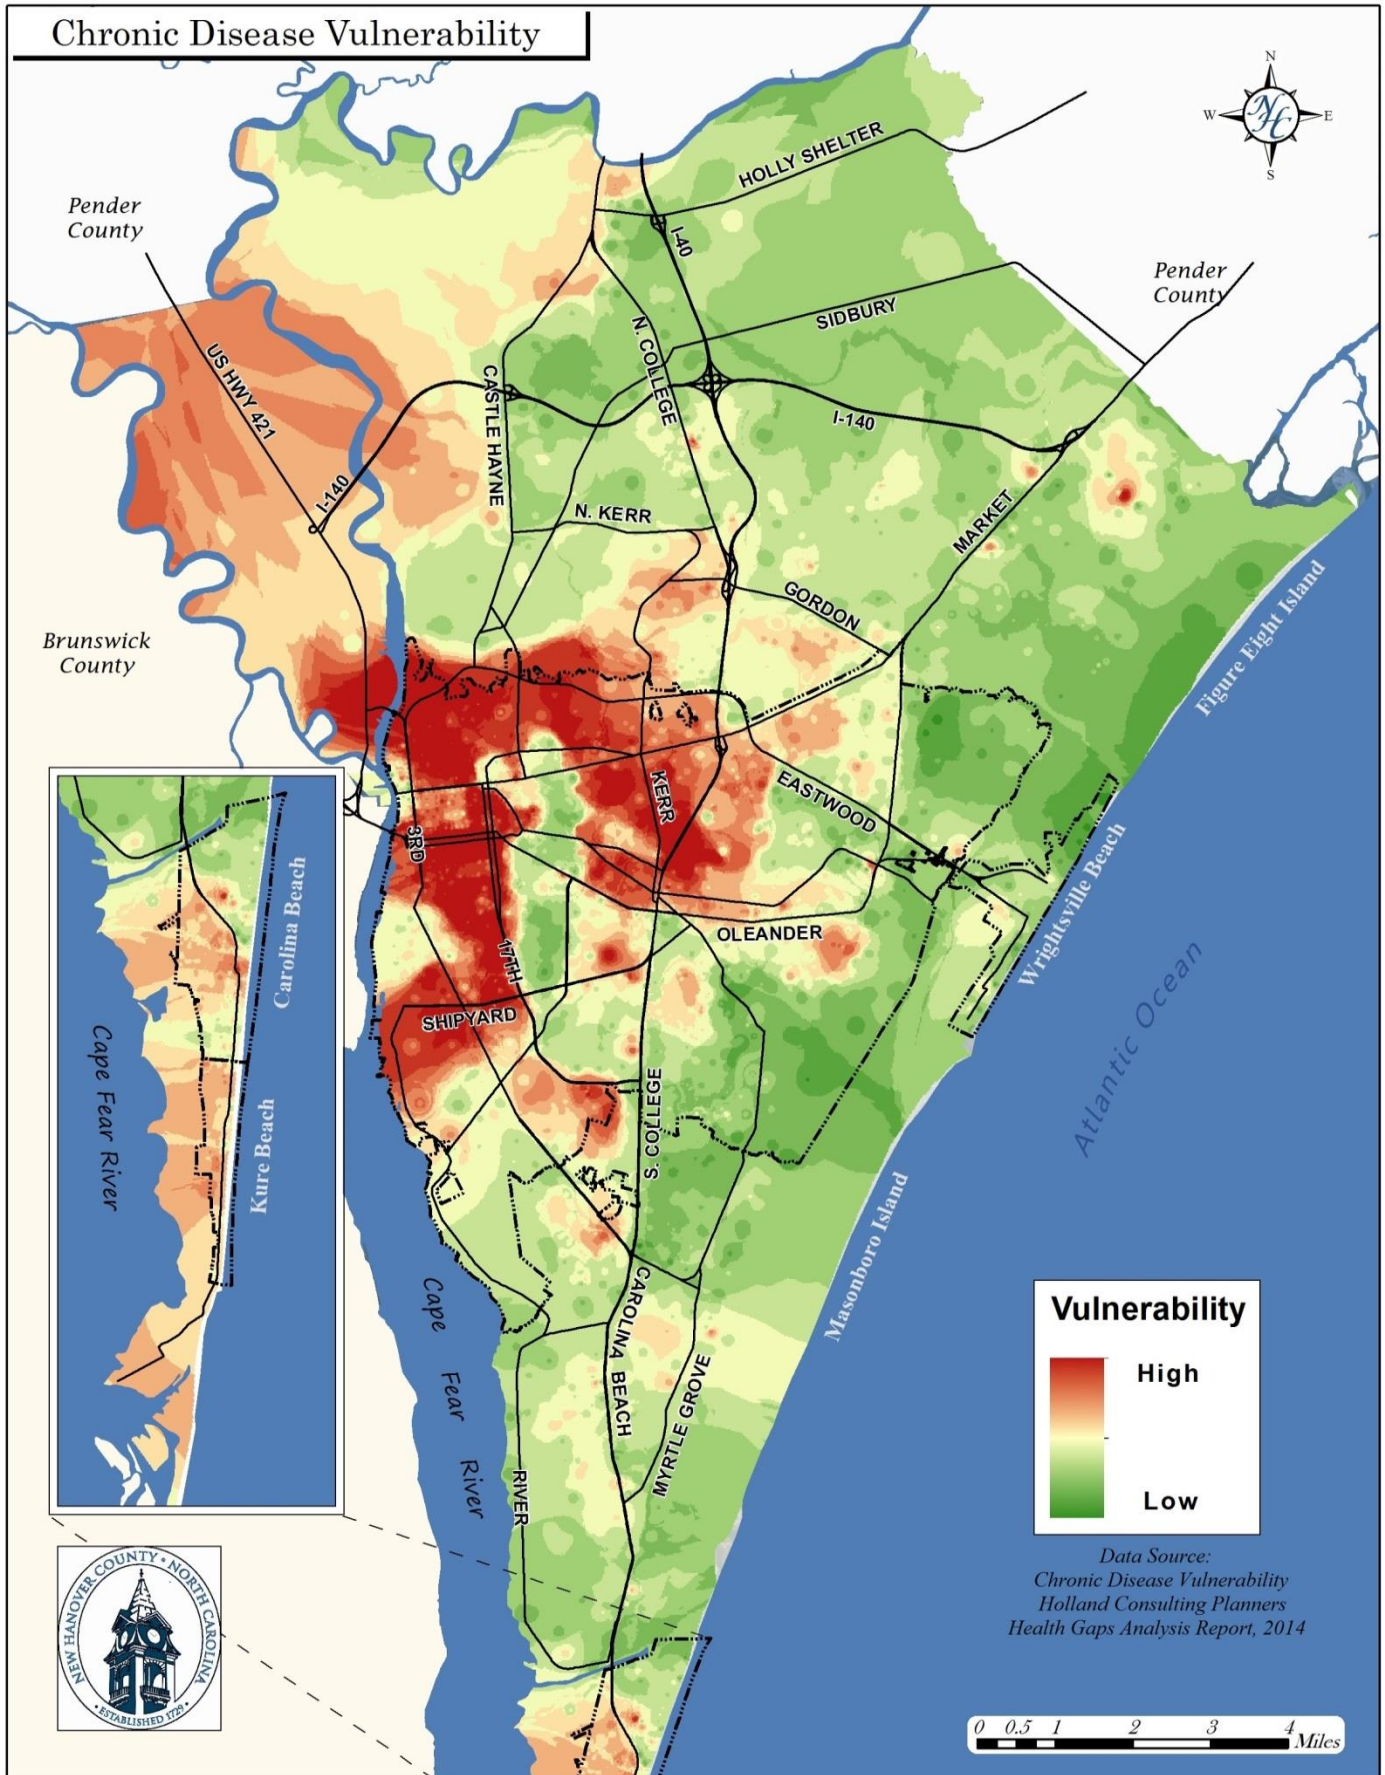 Chronic Disease Vulnerability
N
W
E
S
NH
HOLLY SHELTER
Pender
County
I-40
Pender
County
SIDBURY
N. COLLEGE
US HWY 421
CASTLE HAYNE
I-140
I-140
N. KERR
MARKET
GORDON
Figure Eight Island
Brunswick
County
KERR
EASTWOOD
3RD
Wrightsville Beach
OLEANDER
17TH
SHIPYARD
Atlantic Ocean
S. COLLEGE
Carolina Beach
Cape Fear River
Kure Beach
Masonboro Island
Cape
Fear
River
CAROLINA BEACH
MYRTLE GROVE
RIVER
Vulnerability
High
Low
Data Source:
Chronic Disease Vulnerability
Holland Consulting Planners
Health Gaps Analysis Report, 2014
NEW HANOVER COUNTY • NORTH CAROLINA
• ESTABLISHED 1729 •
0 0.5 1 2 3 4
Miles